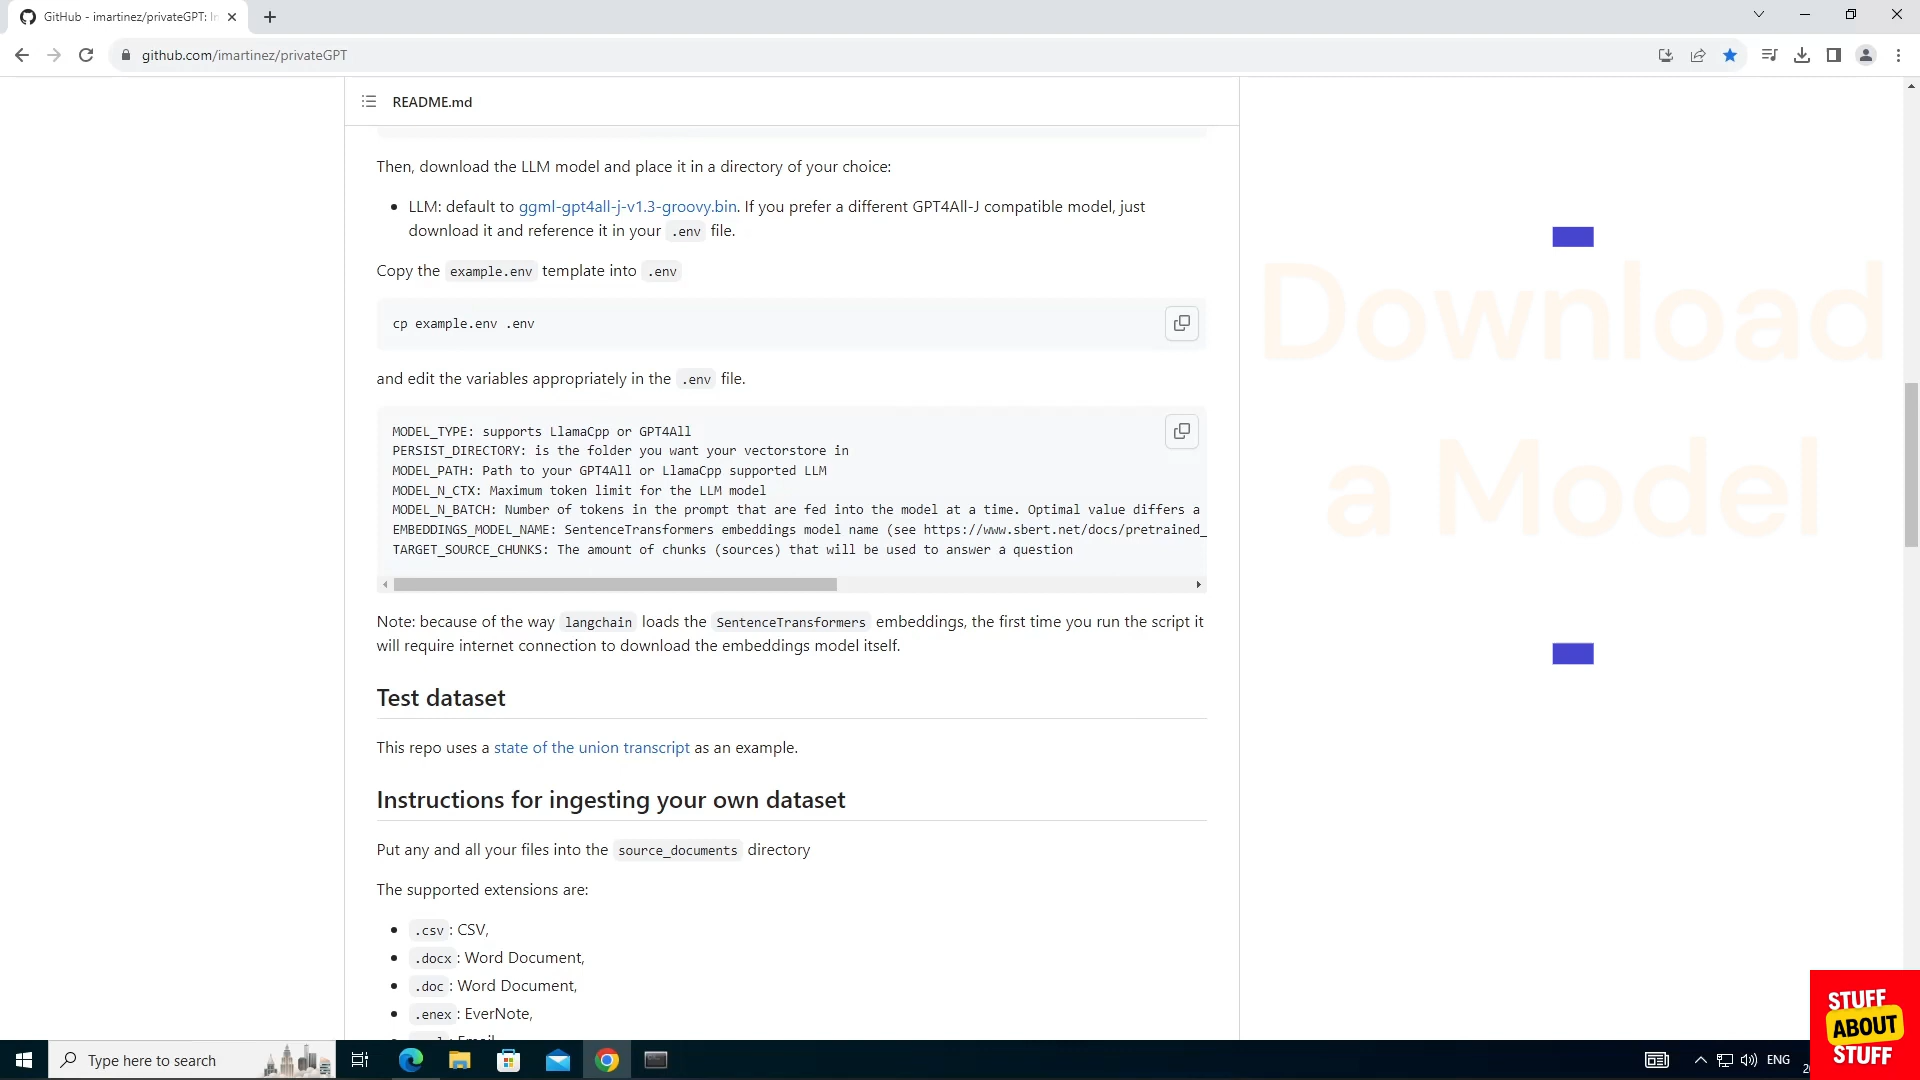 GitHub - imartinez/privateGPT: In
github.com/imartinez/privateGPT
README.md
Then, download the LLM model and place it in a directory of your choice:
LLM: default to ggml-gpt4all-j-v1.3-groovy.bin. If you prefer a different GPT4All-J compatible model, just
download it and reference it in your .env file.
Copy the example.env template into .env
cp example.env .env
and edit the variables appropriately in the .env file.
MODEL_TYPE: supports LlamaCpp or GPT4All
PERSIST_DIRECTORY: is the folder you want your vectorstore in
MODEL_PATH: Path to your GPT4All or LlamaCpp supported LLM
MODEL_N_CTX: Maximum token limit for the LLM model
MODEL_N_BATCH: Number of tokens in the prompt that are fed into the model at a time. Optimal value differs a
EMBEDDINGS_MODEL_NAME: SentenceTransformers embeddings model name (see https://www.sbert.net/docs/pretrained_
TARGET_SOURCE_CHUNKS: The amount of chunks (sources) that will be used to answer a question
Note: because of the way langchain loads the SentenceTransformers embeddings, the first time you run the script it
will require internet connection to download the embeddings model itself.
Test dataset
This repo uses a state of the union transcript as an example.
Instructions for ingesting your own dataset
Put any and all your files into the source_documents directory
The supported extensions are:
.csv : CSV,
.docx : Word Document,
.doc : Word Document,
.enex : EverNote,
Download
a Model
STUFF
ABOUT
STUFF
Type here to search
ENG